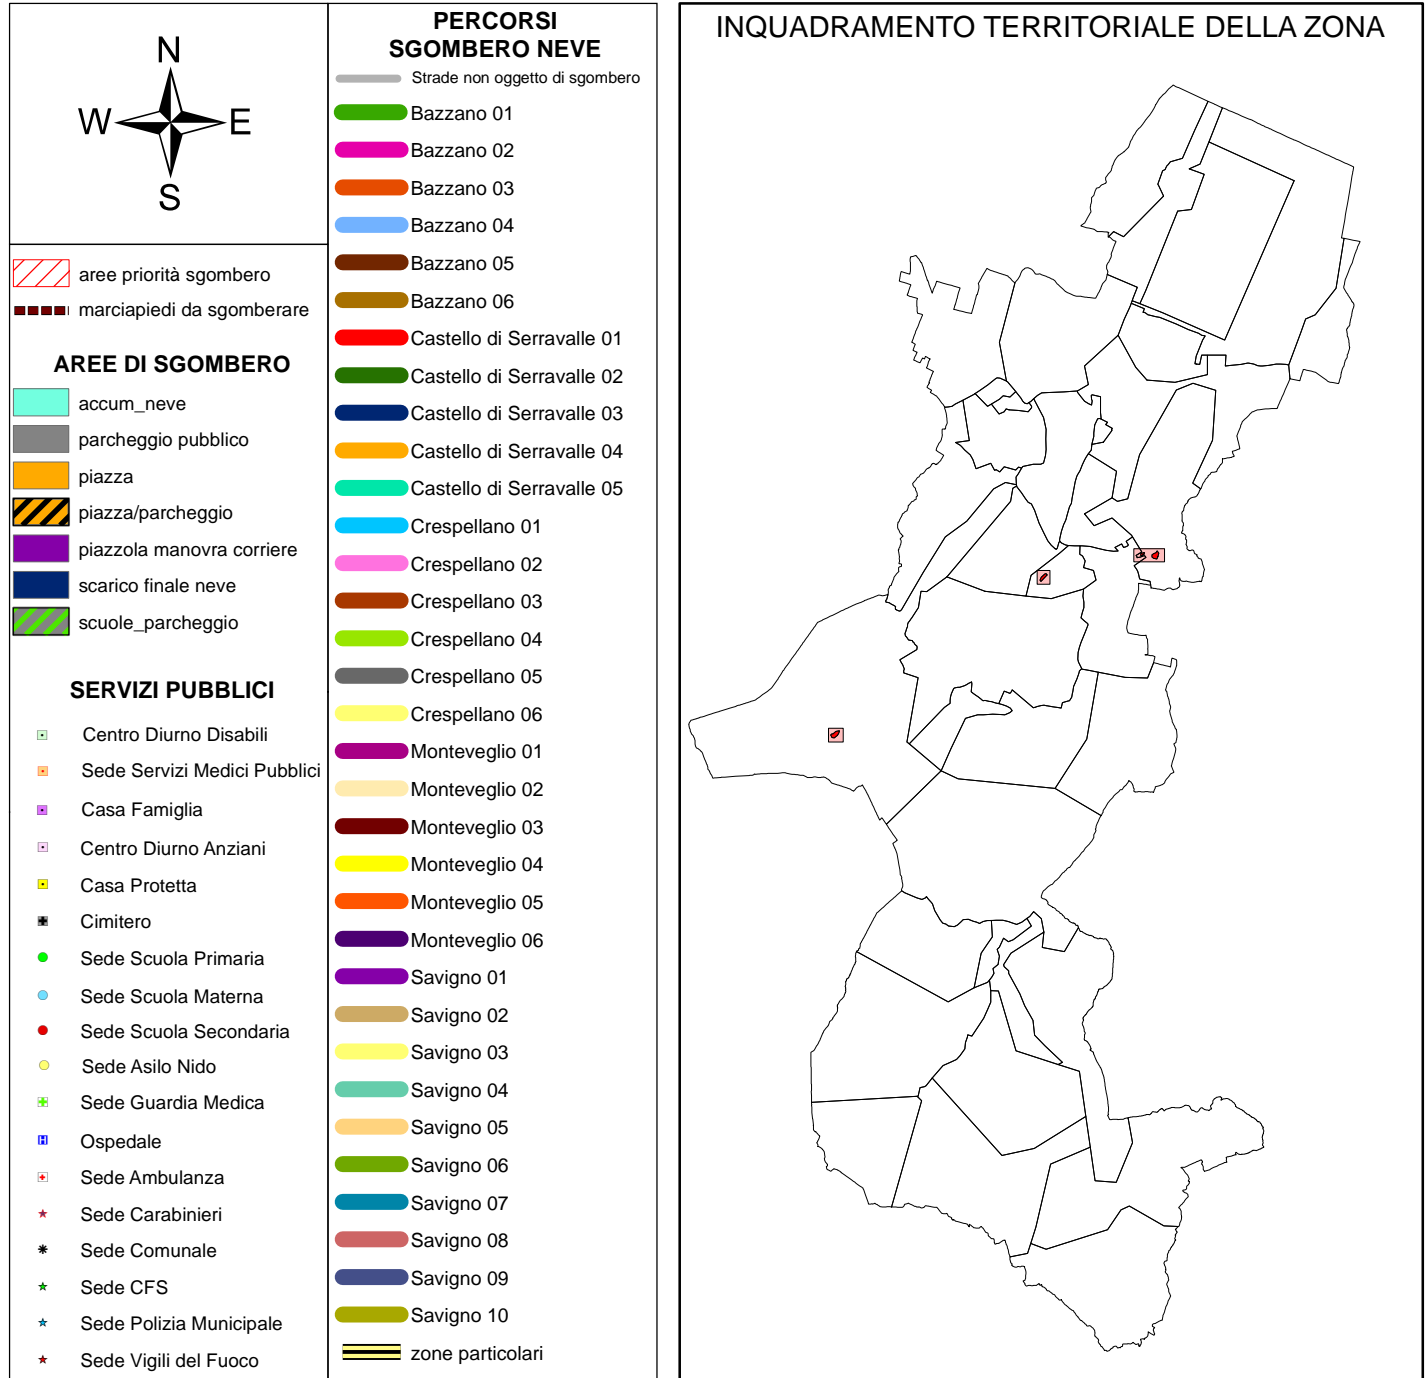 N
W E
S
aree priorità sgombero
marciapiedi da sgomberare
AREE DI SGOMBERO
accum_neve
parcheggio pubblico
piazza
piazza/parcheggio
piazzola manovra corriere
scarico finale neve
scuole_parcheggio
SERVIZI PUBBLICI
Centro Diurno Disabili
Sede Servizi Medici Pubblici
Casa Famiglia
Centro Diurno Anziani
Casa Protetta
Cimitero
Sede Scuola Primaria
Sede Scuola Materna
Sede Scuola Secondaria
Sede Asilo Nido
Sede Guardia Medica
H Ospedale
Sede Ambulanza
Sede Carabinieri
Sede Comunale
Sede CFS
Sede Polizia Municipale
Sede Vigili del Fuoco
PERCORSI
SGOMBERO NEVE
Strade non oggetto di sgombero
Bazzano 01
Bazzano 02
Bazzano 03
Bazzano 04
Bazzano 05
Bazzano 06
Castello di Serravalle 01
Castello di Serravalle 02
Castello di Serravalle 03
Castello di Serravalle 04
Castello di Serravalle 05
Crespellano 01
Crespellano 02
Crespellano 03
Crespellano 04
Crespellano 05
Crespellano 06
Monteveglio 01
Monteveglio 02
Monteveglio 03
Monteveglio 04
Monteveglio 05
Monteveglio 06
Savigno 01
Savigno 02
Savigno 03
Savigno 04
Savigno 05
Savigno 06
Savigno 07
Savigno 08
Savigno 09
Savigno 10
zone particolari
INQUADRAMENTO TERRITORIALE DELLA ZONA